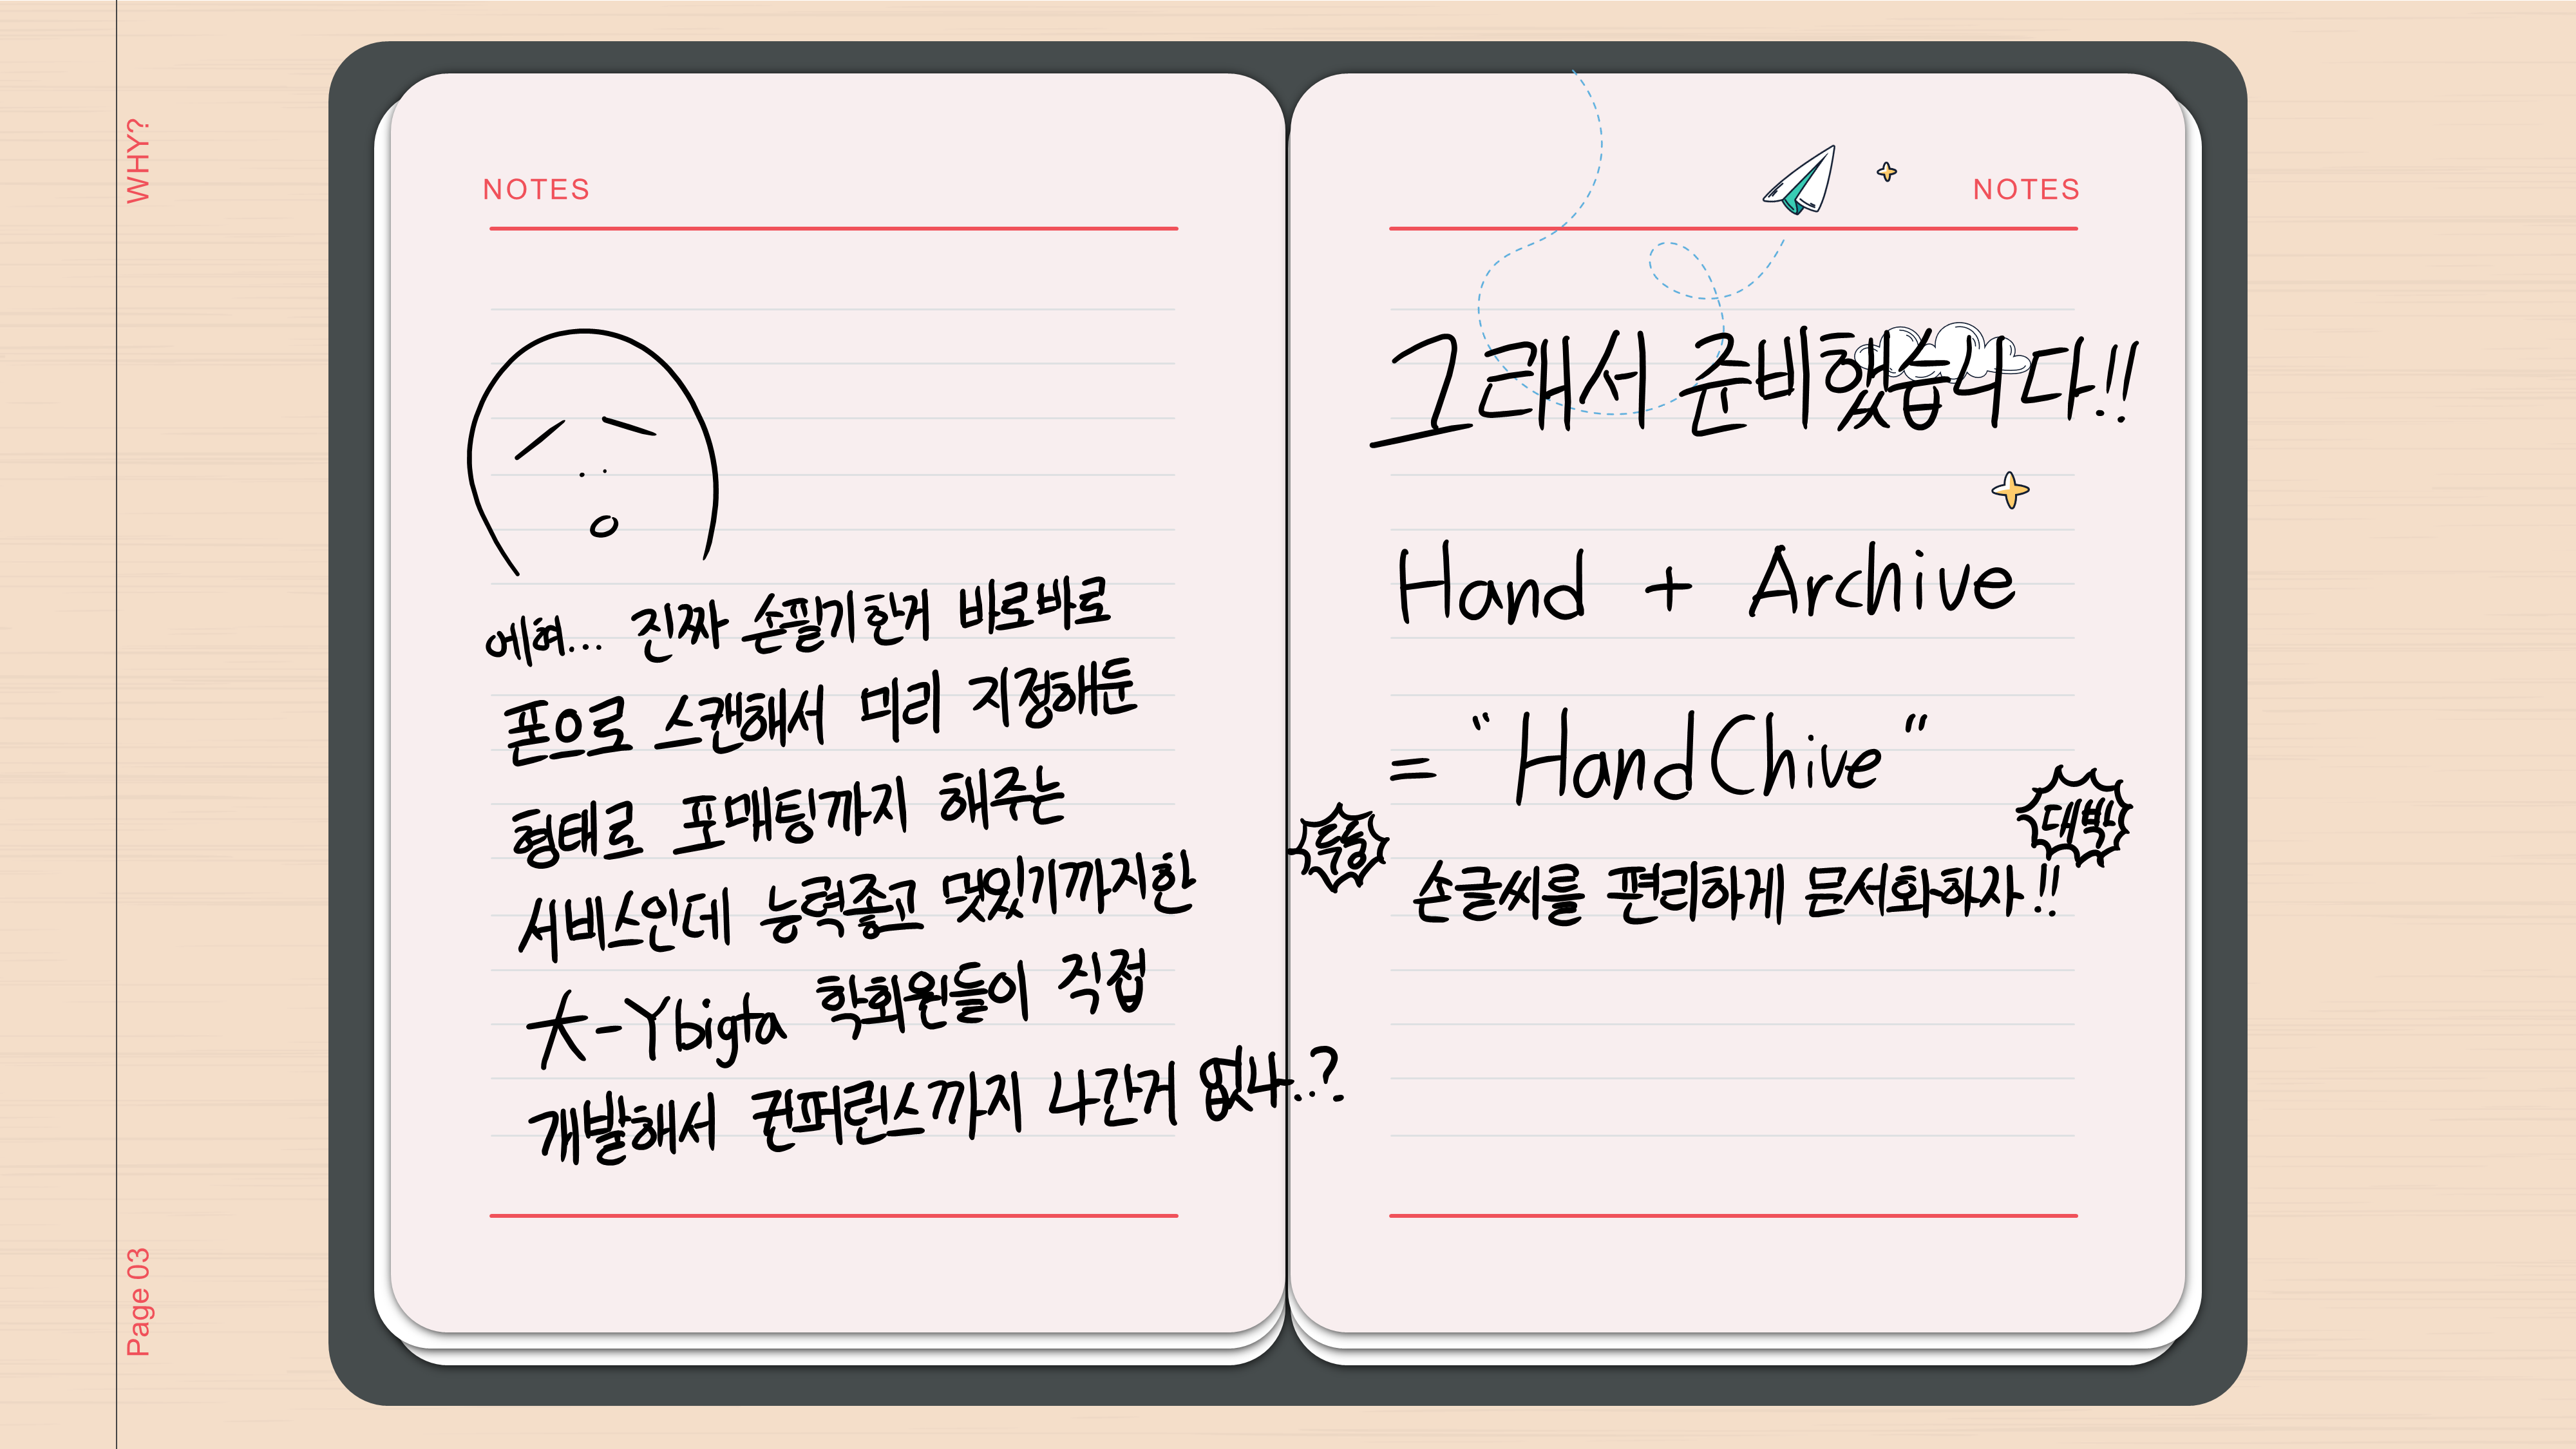 WHY?
Page 03
NOTES
에혀... 진짜 손필기한거 바로바로
폰으로 스캔해서 미리 지정해둔
형태로 포매팅까지 해주는
서비스인데 능력좋고 멋있기까지한
大-Ybigta 학회원들이 직접
개발해서 컨퍼런스까지 나간거 없나..?
NOTES
그래서 준비했습니다!!
Hand + Archive
= "HandChive"
두둥
대박
손글씨를 편리하게 문서화하자!!